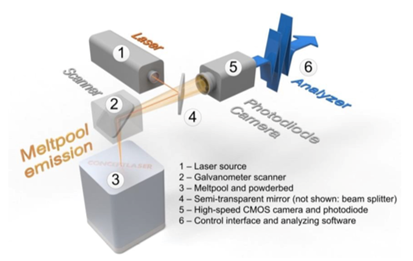 Laser
1
Scanner
2
4
5
6
Analyzer
Photodiode
Camera
Meltpool
emission
3
1 – Laser source
2 – Galvanometer scanner
3 – Meltpool and powderbed
4 – Semi-transparent mirror (not shown: beam splitter)
5 – High-speed CMOS camera and photodiode
6 – Control interface and analyzing software